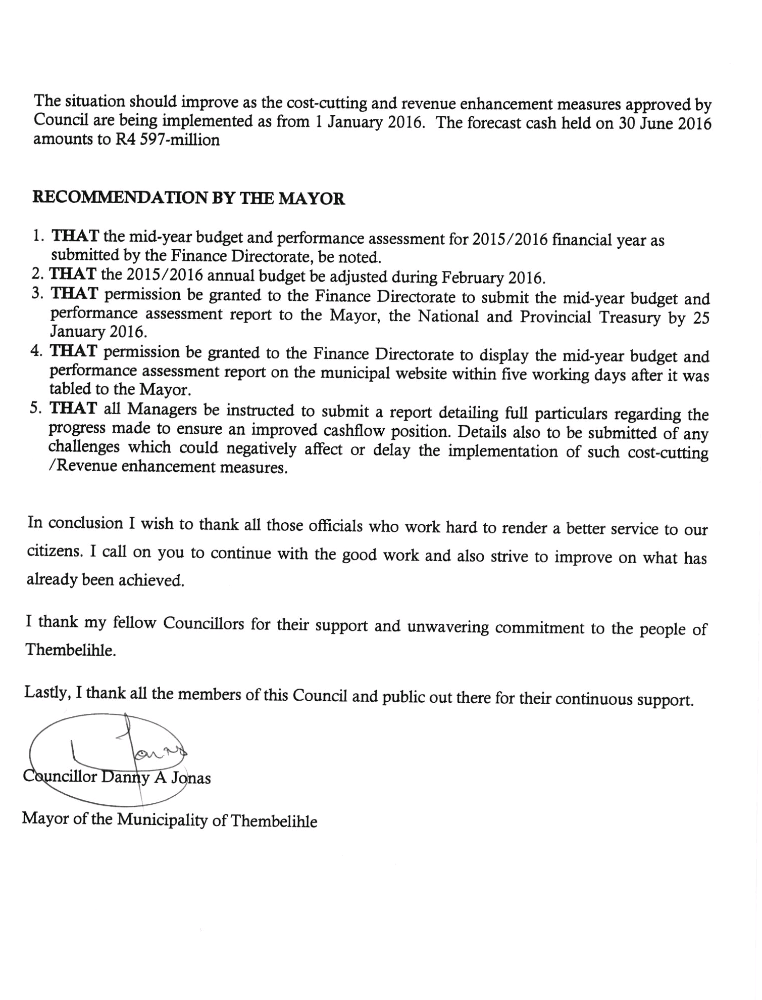 The situation should improve as the cost-cutting and revenue enhancement measures approved by
Council are being implemented as from 1 January 2016.  The forecast cash held on 30 June 2016
amounts to R4 597-million
RECOMMENDATION BY THE MAYOR
1. THAT the mid-year budget and performance assessment for 2015/2016 financial year as
submitted by the Finance Directorate, be noted.
2. THAT the 2015/2016 annual budget be adjusted during February 2016.
3. THAT permission be granted to the Finance Directorate to submit the mid-year budget and
performance assessment report to the Mayor, the National and Provincial Treasury by 25
January 2016.
4. THAT permission be granted to the Finance Directorate to display the mid-year budget and
performance assessment report on the municipal website within five working days after it was
tabled to the Mayor.
5. THAT all Managers be instructed to submit a report detailing full particulars regarding the
progress made to ensure an improved cashflow position. Details also to be submitted of any
challenges which could negatively affect or delay the implementation of such cost-cutting
/Revenue enhancement measures.
In conclusion I wish to thank all those officials who work hard to render a better service to our
citizens. I call on you to continue with the good work and also strive to improve on what has
already been achieved.
I thank my fellow Councillors for their support and unwavering commitment to the people of
Thembelihle.
Lastly, I thank all the members of this Council and public out there for their continuous support.
Jonas
Councillor Danny A Jonas
Mayor of the Municipality of Thembelihle